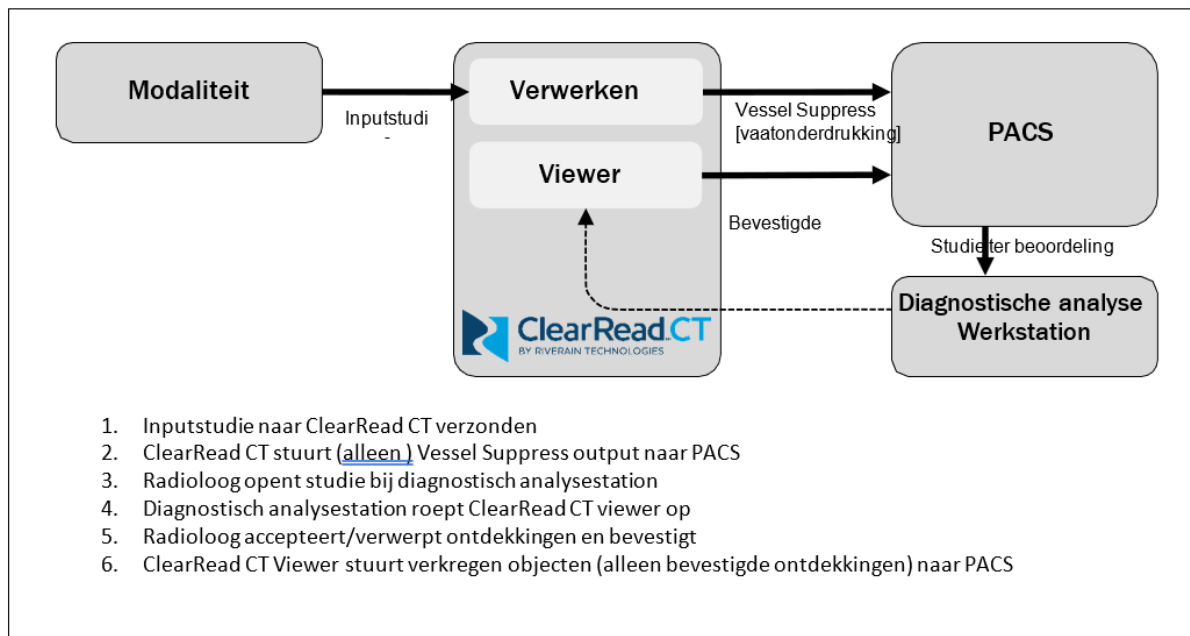 Modaliteit
Inputstudi
-
Verwerken
Viewer
Vessel Suppress
[vaatonderdrukking]
Bevestigde
PACS
Studie ter beoordeling
Diagnostische analyse
Werkstation
ClearRead CT
BY RIVERAIN TECHNOLOGIES
1. Inputstudie naar ClearRead CT verzonden
2. ClearRead CT stuurt (alleen ) Vessel Suppress output naar PACS
3. Radioloog opent studie bij diagnostisch analysestation
4. Diagnostisch analysestation roept ClearRead CT viewer op
5. Radioloog accepteert/verwerpt ontdekkingen en bevestigt
6. ClearRead CT Viewer stuurt verkregen objecten (alleen bevestigde ontdekkingen) naar PACS